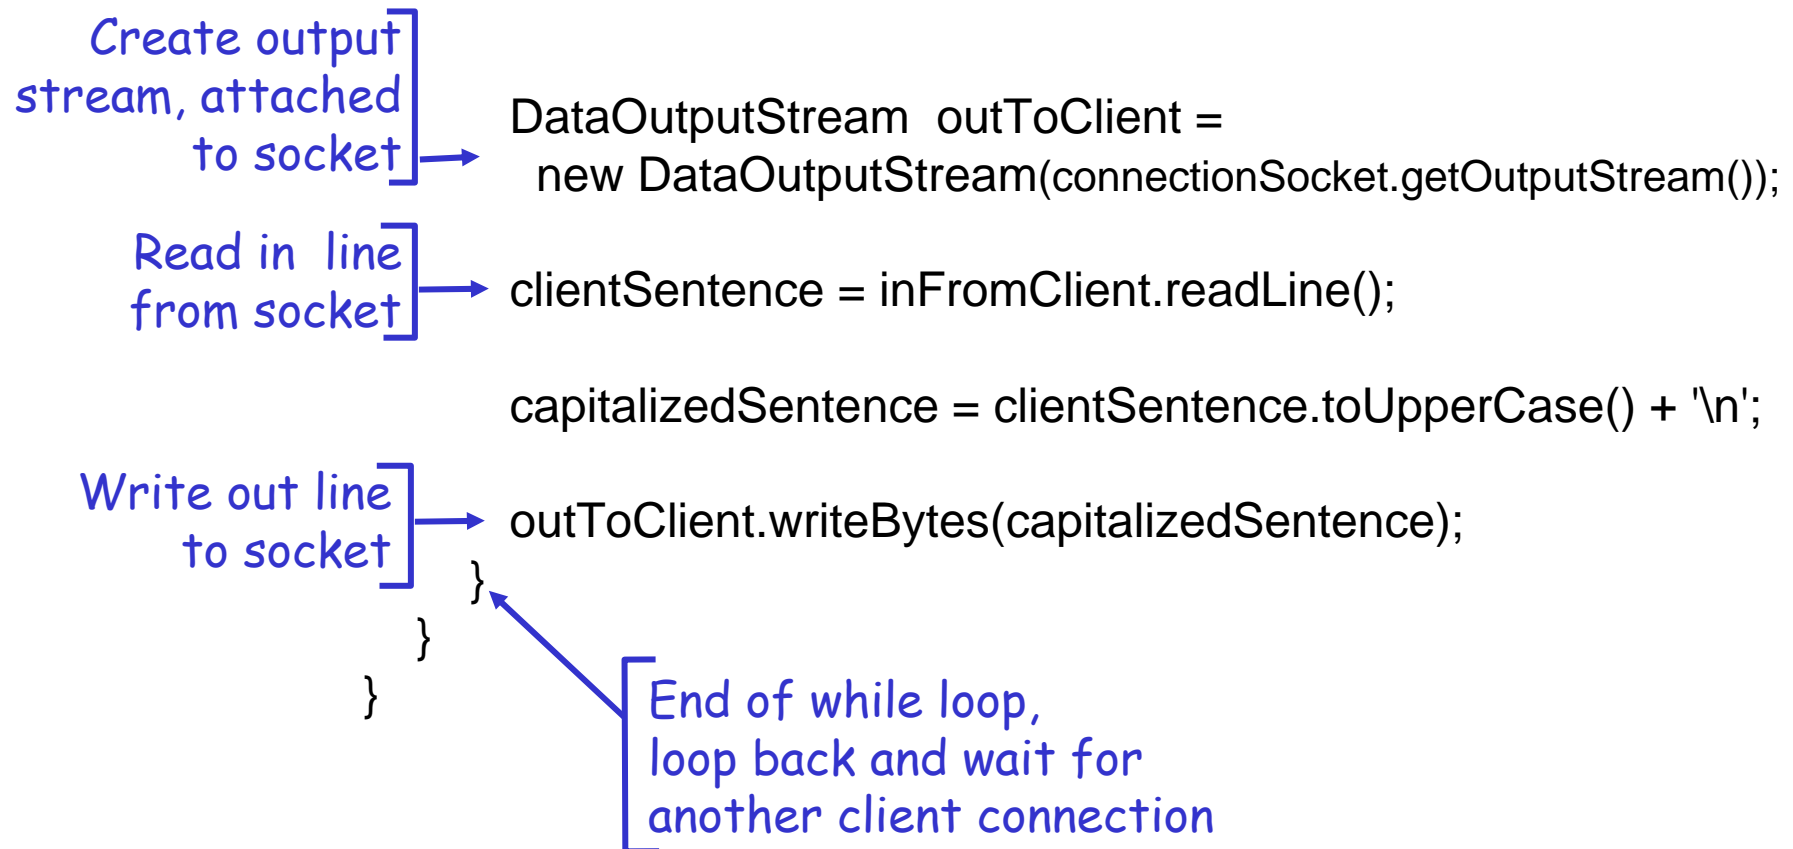 Create output
stream, attached
to socket
DataOutputStream  outToClient =
new DataOutputStream(connectionSocket.getOutputStream());
Read in  line
from socket
clientSentence = inFromClient.readLine();
capitalizedSentence = clientSentence.toUpperCase() + '\n';
Write out line
to socket
outToClient.writeBytes(capitalizedSentence);
}
}
}
End of while loop,
loop back and wait for
another client connection